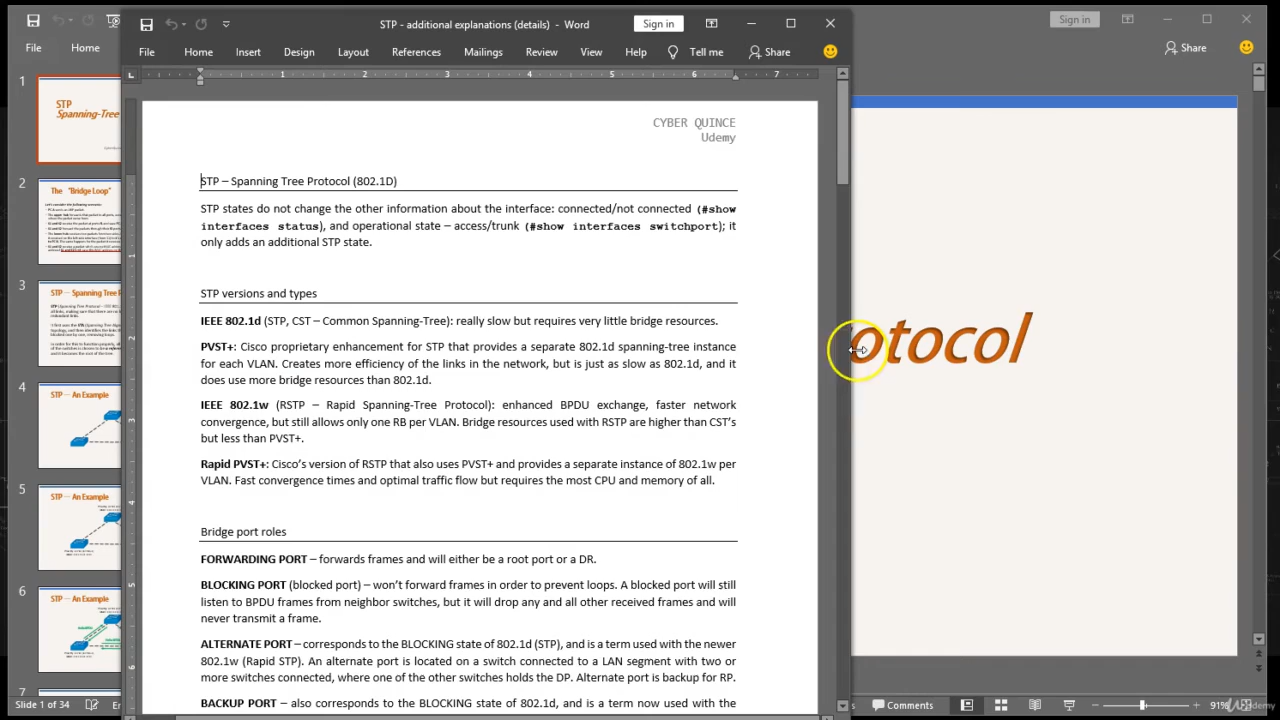 STP - additional explanations (details) - Word
Sign in
File Home Insert Design Layout References Mailings Review View Help Tell me Share
1 2 3 4 5 6 7
CYBER QUINCE
Udemy
STP – Spanning Tree Protocol (802.1D)
STP states do not change the other information about the interface: connected/not connected (#show
interfaces status), and operational state – access/trunk (#show interfaces switchport); it
only adds an additional STP state.
STP versions and types
IEEE 802.1d (STP, CST – Common Spanning-Tree): really slow, but requires very little bridge resources.
PVST+: Cisco proprietary enhancement for STP that provides a separate 802.1d spanning-tree instance
for each VLAN. Creates more efficiency of the links in the network, but is just as slow as 802.1d, and it
does use more bridge resources than 802.1d.
IEEE 802.1w (RSTP – Rapid Spanning-Tree Protocol): enhanced BPDU exchange, faster network
convergence, but still allows only one RB per VLAN. Bridge resources used with RSTP are higher than CST's
but less than PVST+.
Rapid PVST+: Cisco's version of RSTP that also uses PVST+ and provides a separate instance of 802.1w per
VLAN. Fast convergence times and optimal traffic flow but requires the most CPU and memory of all.
Bridge port roles
FORWARDING PORT – forwards frames and will either be a root port or a DR.
BLOCKING PORT (blocked port) – won't forward frames in order to prevent loops. A blocked port will still
listen to BPDU frames from neighbor switches, but it will drop any and all other received frames and will
never transmit a frame.
ALTERNATE PORT – corresponds to the BLOCKING state of 802.1d (STP), and is a term used with the newer
802.1w (Rapid STP). An alternate port is located on a switch connected to a LAN segment with two or
more switches connected, where one of the other switches holds the DP. Alternate port is backup for RP.
BACKUP PORT – also corresponds to the BLOCKING state of 802.1d, and is a term now used with the
File Home
1
STP
Spanning-Tree
2
The "Bridge Loop"
3
STP – Spanning Tree
4
STP – An Example
5
STP – An Example
6
STP – An Example
7
Slide 1 of 34
Sign in
Share
otocol
Comments
91%
Udemy